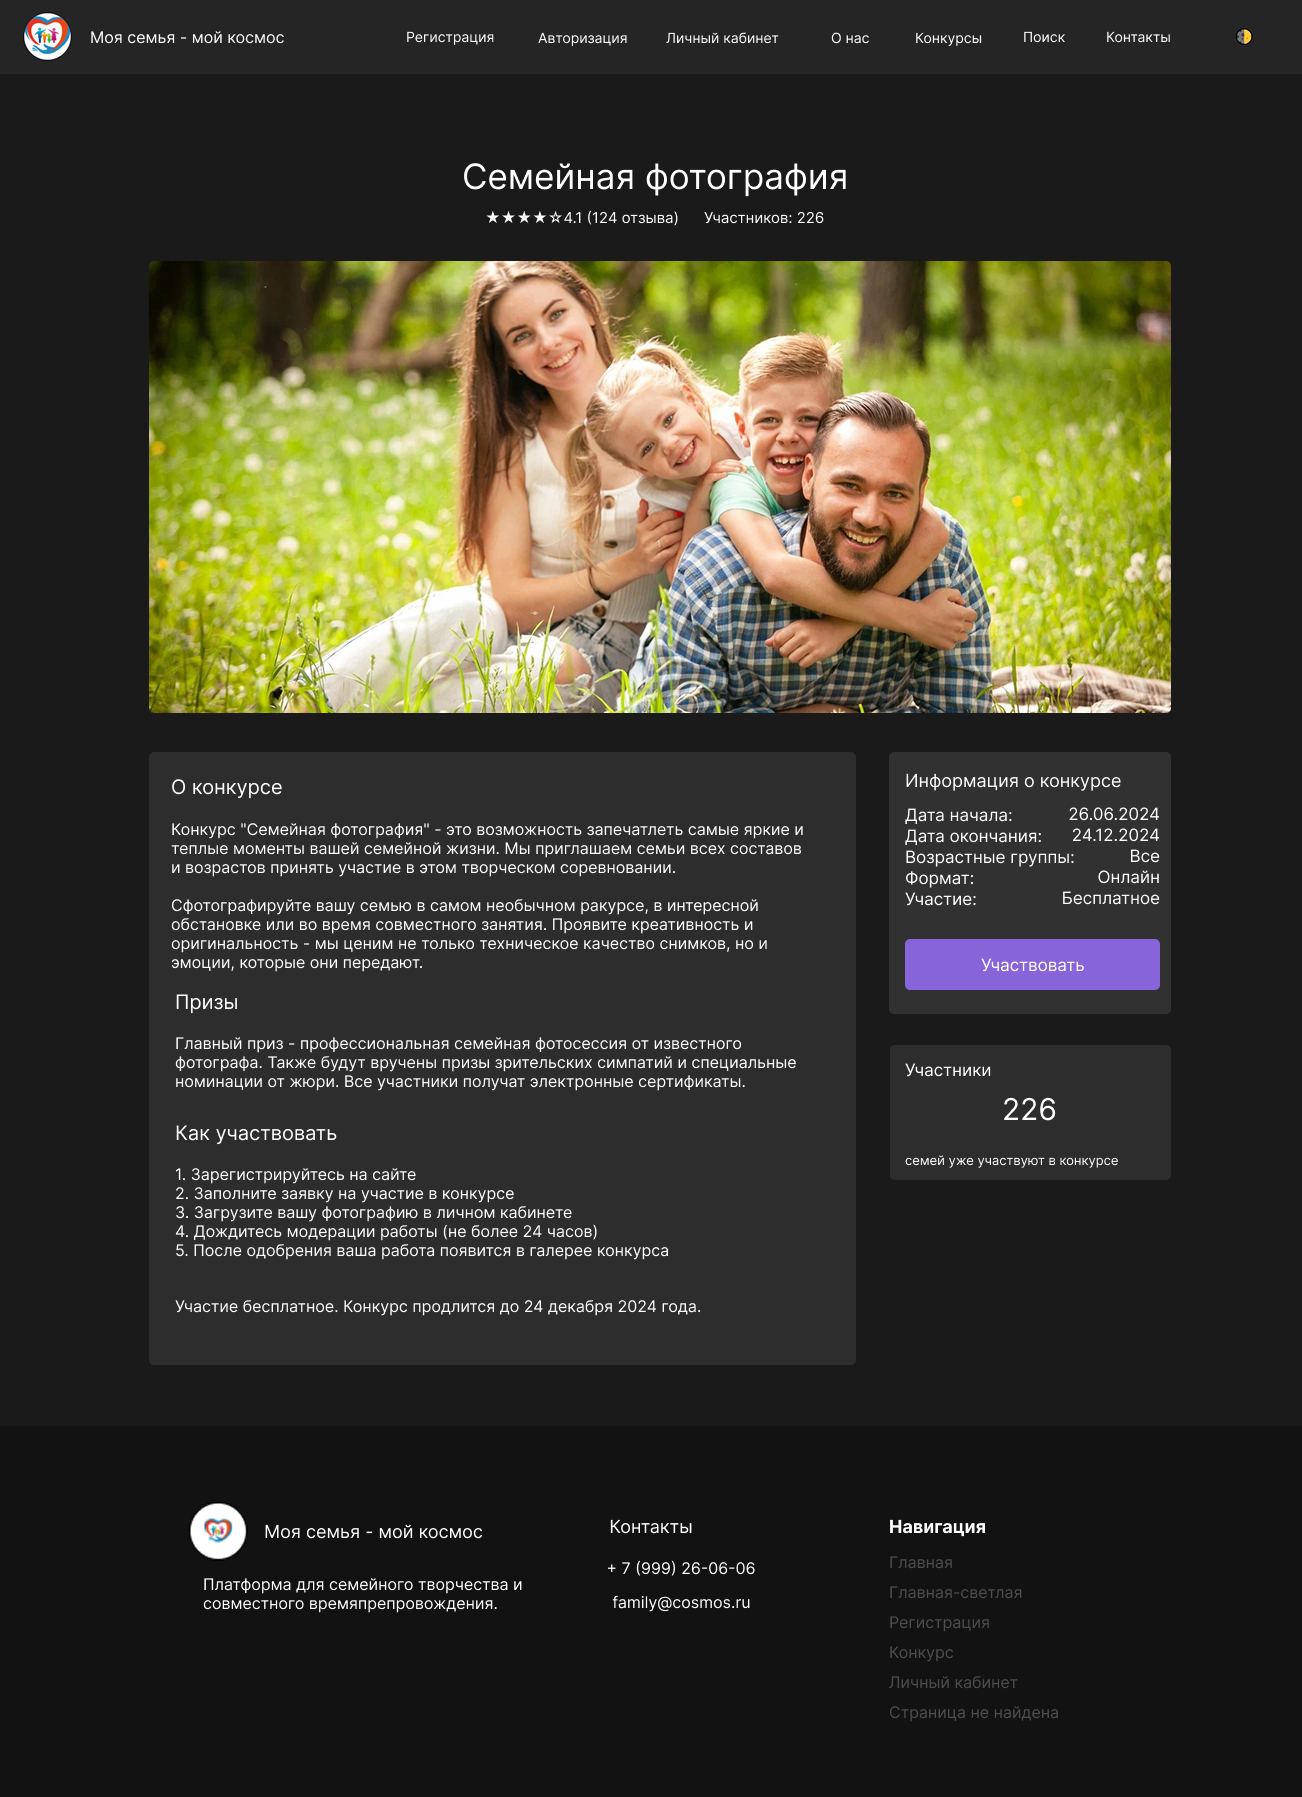 Моя семья - мой космос
Регистрация
Авторизация
Личный кабинет
О нас
Конкурсы
Поиск
Контакты
Семейная фотография
★★★★☆4.1 (124 отзыва) Участников: 226
О конкурсе
Конкурс "Семейная фотография" - это возможность запечатлеть самые яркие и
теплые моменты вашей семейной жизни. Мы приглашаем семьи всех составов
и возрастов принять участие в этом творческом соревновании.
Сфотографируйте вашу семью в самом необычном ракурсе, в интересной
обстановке или во время совместного занятия. Проявите креативность и
оригинальность - мы ценим не только техническое качество снимков, но и
эмоции, которые они передают.
Призы
Главный приз - профессиональная семейная фотосессия от известного
фотографа. Также будут вручены призы зрительских симпатий и специальные
номинации от жюри. Все участники получат электронные сертификаты.
Как участвовать
1. Зарегистрируйтесь на сайте
2. Заполните заявку на участие в конкурсе
3. Загрузите вашу фотографию в личном кабинете
4. Дождитесь модерации работы (не более 24 часов)
5. После одобрения ваша работа появится в галерее конкурса
Участие бесплатное. Конкурс продлится до 24 декабря 2024 года.
Информация о конкурсе
Дата начала: 26.06.2024
Дата окончания: 24.12.2024
Возрастные группы: Все
Формат: Онлайн
Участие: Бесплатное
Участвовать
Участники
226
семей уже участвуют в конкурсе
Моя семья - мой космос
Платформа для семейного творчества и
совместного времяпрепровождения.
Контакты
+ 7 (999) 26-06-06
family@cosmos.ru
Навигация
Главная
Главная-светлая
Регистрация
Конкурс
Личный кабинет
Страница не найдена